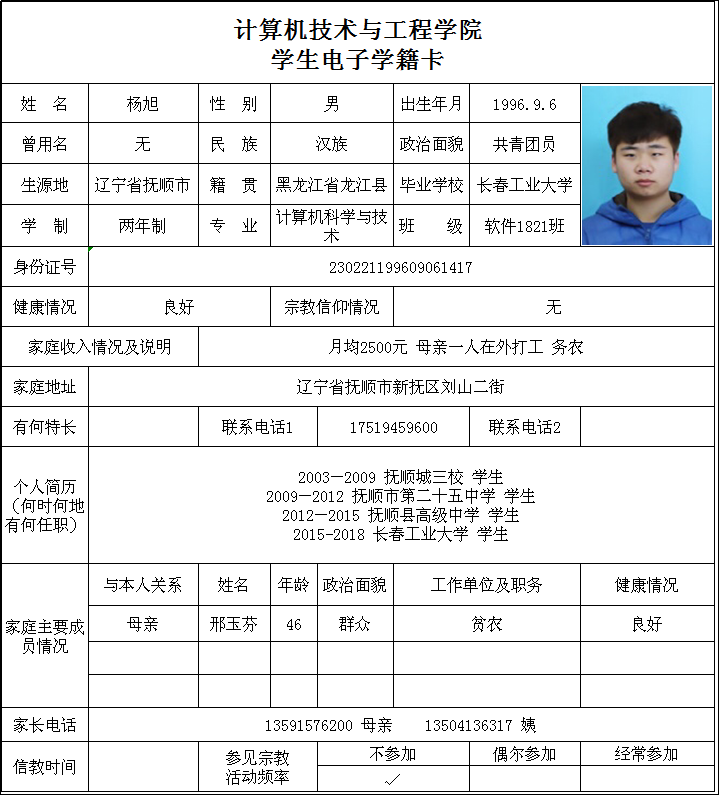 计算机技术与工程学院
学生电子学籍卡
姓 名 杨旭 性 别 男 出生年月 1996.9.6
曾用名 无 民 族 汉族 政治面貌 共青团员
生源地 辽宁省抚顺市 籍 贯 黑龙江省龙江县 毕业学校 长春工业大学
学 制 两年制 专 业 计算机科学与技术 班 级 软件1821班
身份证号 230221199609061417
健康情况 良好 宗教信仰情况 无
家庭收入情况及说明 月均2500元 母亲一人在外打工 务农
家庭地址 辽宁省抚顺市新抚区刘山二街
有何特长 联系电话1 17519459600 联系电话2
个人简历
(何时何地
有何任职)
2003—2009 抚顺城三校 学生
2009—2012 抚顺市第二十五中学 学生
2012—2015 抚顺县高级中学 学生
2015-2018 长春工业大学 学生
家庭主要成
员情况
与本人关系 姓名 年龄 政治面貌 工作单位及职务 健康情况
母亲 邢玉芬 46 群众 贫农 良好
家长电话 13591576200 母亲 13504136317 姨
信教时间 参见宗教
活动频率
不参加 偶尔参加 经常参加
✓